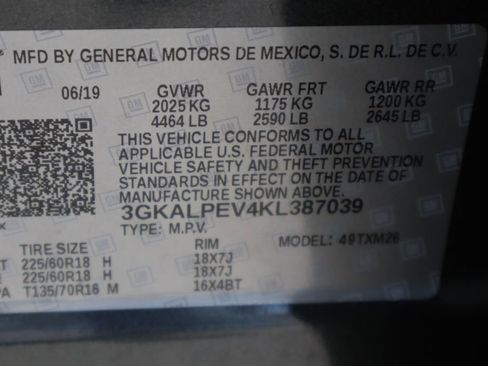 MFD BY GENERAL MOTORS DE MEXICO, S. DE R.L. DE C.V.
06/19 GVWR GAWR FRT GAWR RR
2025 KG 1175 KG 1200 KG
4464 LB 2590 LB 2645 LB
THIS VEHICLE CONFORMS TO ALL
APPLICABLE U.S. FEDERAL MOTOR
VEHICLE SAFETY AND THEFT PREVENTION
STANDARDS IN EFFECT ON THE DATE OF
MANUFACTURE SHOWN ABOVE.
3GKALPEV4KL387039
TYPE: M.P.V. MODEL: 49TXM26
TIRE SIZE RIM
T 225/60R18 H 18X7J
225/60R18 H 18X7J
PA T135/70R16 M 16X4BT